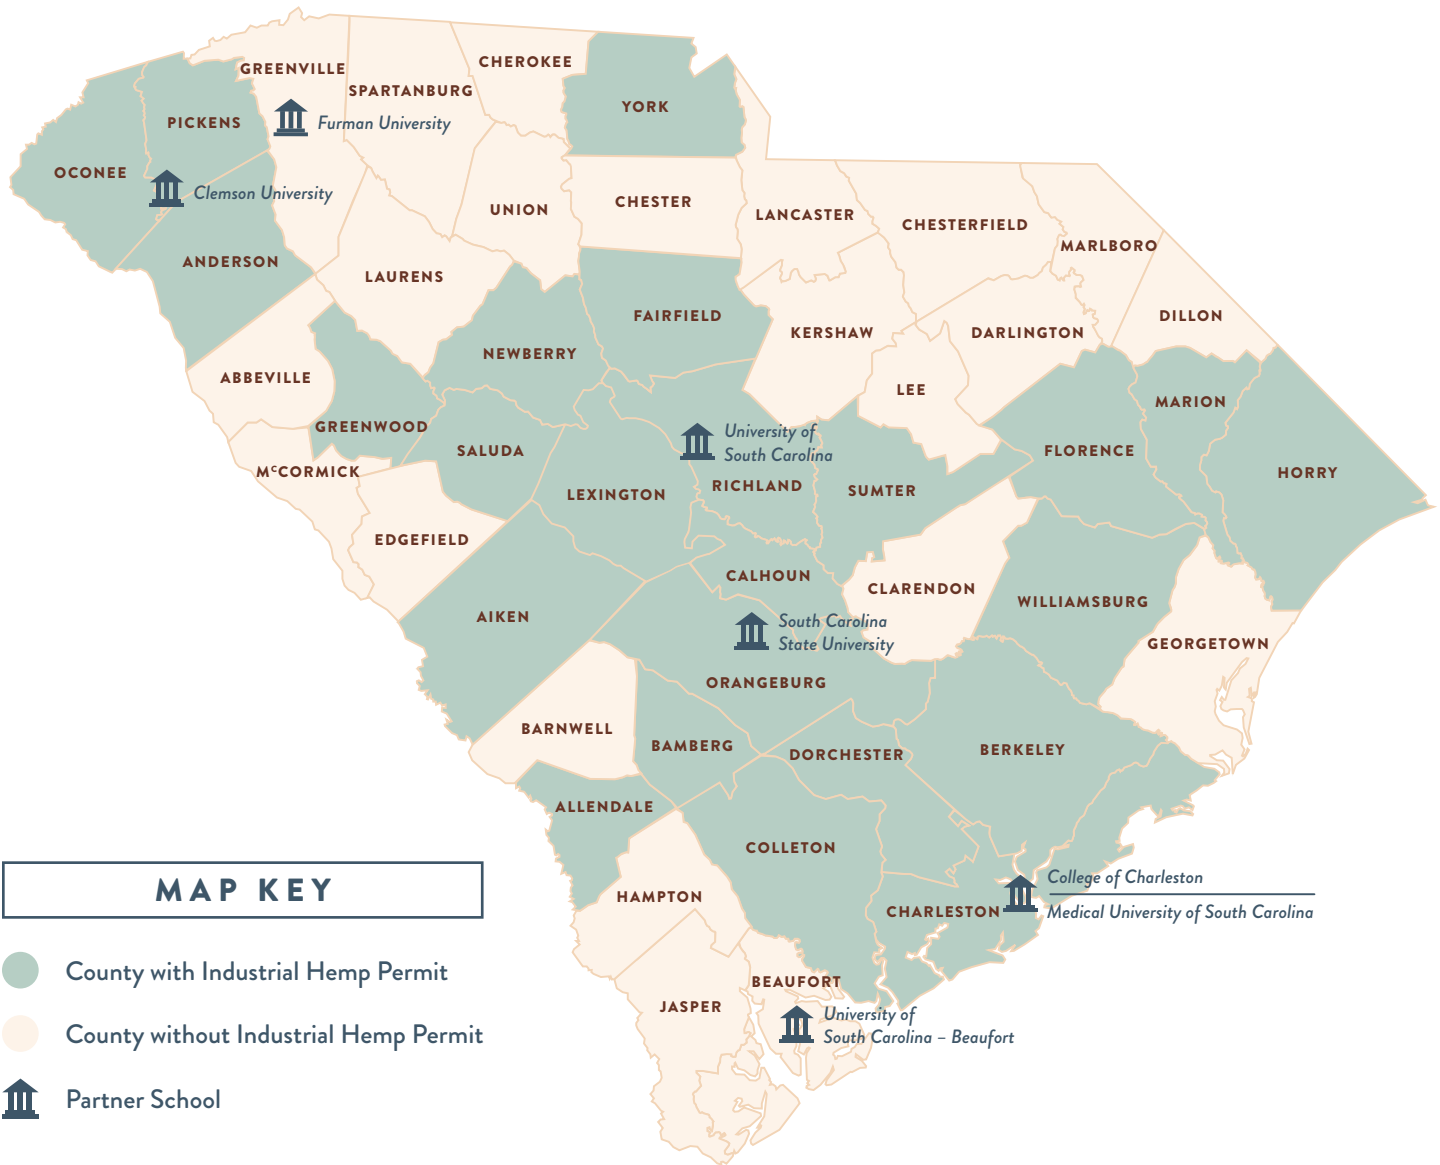 GREENVILLE
SPARTANBURG
CHEROKEE
YORK
PICKENS
Furman University
OCONEE
Clemson University
UNION
CHESTER
LANCASTER
CHESTERFIELD
MARLBORO
ANDERSON
LAURENS
FAIRFIELD
KERSHAW
DARLINGTON
DILLON
NEWBERRY
ABBEVILLE
LEE
MARION
GREENWOOD
SALUDA
University of
South Carolina
FLORENCE
MCCORMICK
LEXINGTON
RICHLAND
SUMTER
HORRY
EDGEFIELD
CALHOUN
CLARENDON
WILLIAMSBURG
AIKEN
South Carolina
State University
GEORGETOWN
ORANGEBURG
BARNWELL
BAMBERG
DORCHESTER
BERKELEY
ALLENDALE
COLLETON
HAMPTON
CHARLESTON
College of Charleston
Medical University of South Carolina
BEAUFORT
JASPER
University of
South Carolina – Beaufort
MAP KEY
County with Industrial Hemp Permit
County without Industrial Hemp Permit
Partner School